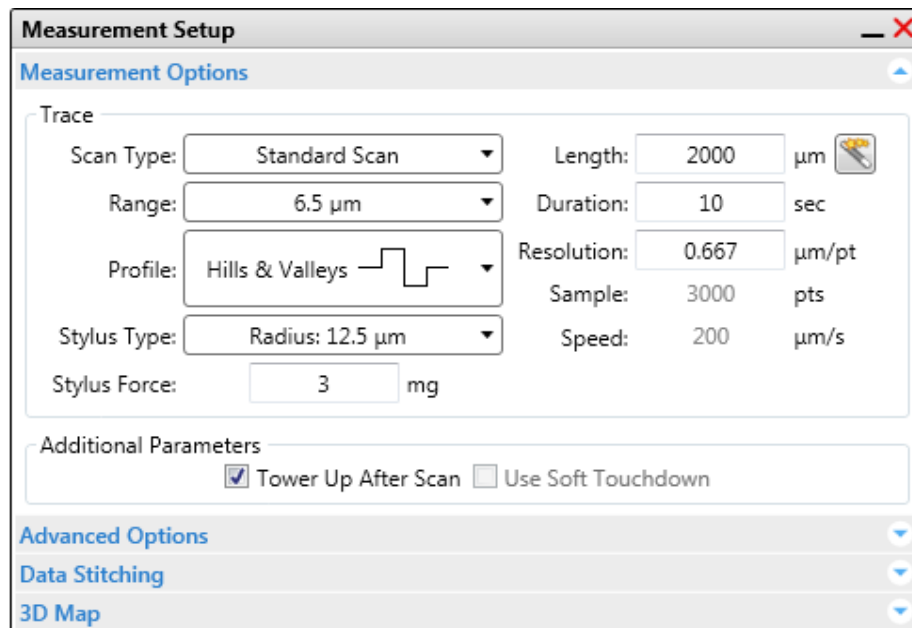 Measurement Setup
Measurement Options
Trace
Scan Type: Standard Scan
Length: 2000 µm
Range: 6.5 µm
Duration: 10 sec
Profile: Hills & Valleys
Resolution: 0.667 µm/pt
Sample: 3000 pts
Stylus Type: Radius: 12.5 µm
Speed: 200 µm/s
Stylus Force: 3 mg
Additional Parameters
Tower Up After Scan
Use Soft Touchdown
Advanced Options
Data Stitching
3D Map